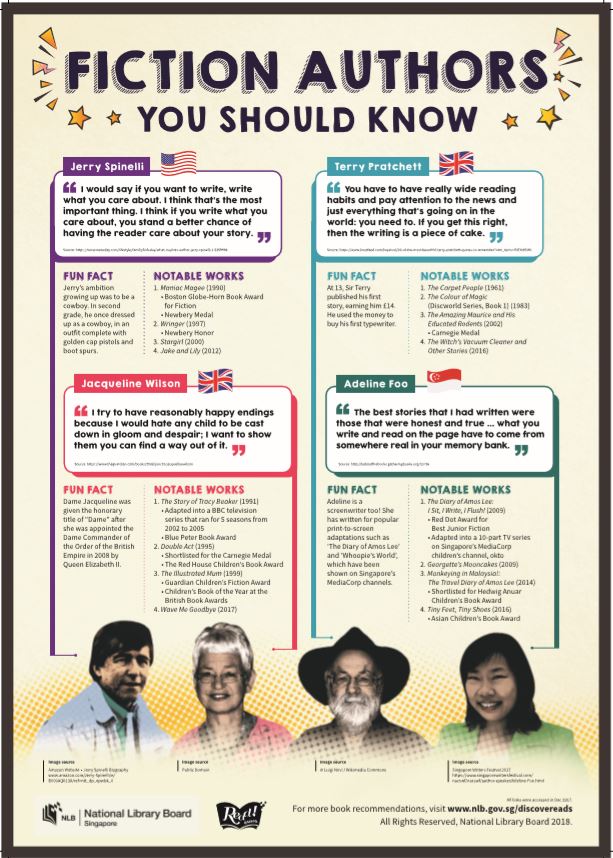 FICTION AUTHORS
YOU SHOULD KNOW
Jerry Spinelli
I would say if you want to write, write
what you care about. I think that's the most
important thing. I think if you write what you
care about, you stand a better chance of
having the reader care about your story.
FUN FACT
Jerry's ambition
growing up was to be a
cowboy. In second
grade, he once dressed
up as a cowboy, in an
outfit complete with
golden cap pistols and
boot spurs.
NOTABLE WORKS
1. Maniac Magee (1990)
• Boston Globe-Horn Book Award
for Fiction
• Newbery Medal
2. Wringer (1997)
• Newbery Honor
3. Stargirl (2000)
4. Jake and Lily (2012)
Terry Pratchett
You have to have really wide reading
habits and pay attention to the news and
just everything that's going on in the
world: you need to. If you get this right,
then the writing is a piece of cake.
FUN FACT
At 13, Sir Terry
published his first
story, earning him £14.
He used the money to
buy his first typewriter.
NOTABLE WORKS
1. The Carpet People (1961)
2. The Colour of Magic
(Discworld Series, Book 1) (1983)
3. The Amazing Maurice and His
Educated Rodents (2002)
• Carnegie Medal
4. The Witch's Vacuum Cleaner and
Other Stories (2016)
Jacqueline Wilson
I try to have reasonably happy endings
because I would hate any child to be cast
down in gloom and despair; I want to show
them you can find a way out of it.
FUN FACT
Dame Jacqueline was
given the honorary
title of "Dame" after
she was appointed the
Dame Commander of
the Order of the British
Empire in 2008 by
Queen Elizabeth II.
NOTABLE WORKS
1. The Story of Tracy Beaker (1991)
• Adapted into a BBC television
series that ran for 5 seasons from
2002 to 2005
• Blue Peter Book Award
2. Double Act (1995)
• Shortlisted for the Carnegie Medal
• The Red House Children's Book Award
3. The Illustrated Mum (1999)
• Guardian Children's Fiction Award
• Children's Book of the Year at the
British Book Awards
4. Wave Me Goodbye (2017)
Adeline Foo
The best stories that I had written were
those that were honest and true ... what you
write and read on the page have to come from
somewhere real in your memory bank.
FUN FACT
Adeline is a
screenwriter too! She
has written for popular
print-to-screen
adaptations such as
'The Diary of Amos Lee'
and 'Whoopie's World',
which have been
shown on Singapore's
MediaCorp channels.
NOTABLE WORKS
1. The Diary of Amos Lee:
I Sit, I Write, I Flush! (2009)
• Red Dot Award for
Best Junior Fiction
• Adapted into a 10-part TV series
on Singapore's MediaCorp
children's channel, okto
2. Georgette's Mooncakes (2009)
3. Monkeying in Malaysia!:
The Travel Diary of Amos Lee (2014)
• Shortlisted for Hedwig Anuar
Children's Book Award
4. Tiny Feet, Tiny Shoes (2016)
• Asian Children's Book Award
Image source
Amazon Website - Jerry Spinelli Biography
Image source
Public Domain
Image source
Wikimedia Commons
Image source
Singapore Writers Festival 2017
All links were accessed in Dec 2017.
NLB National Library Board
Singapore
Read!
For more book recommendations, visit www.nlb.gov.sg/discovereads
All Rights Reserved, National Library Board 2018.